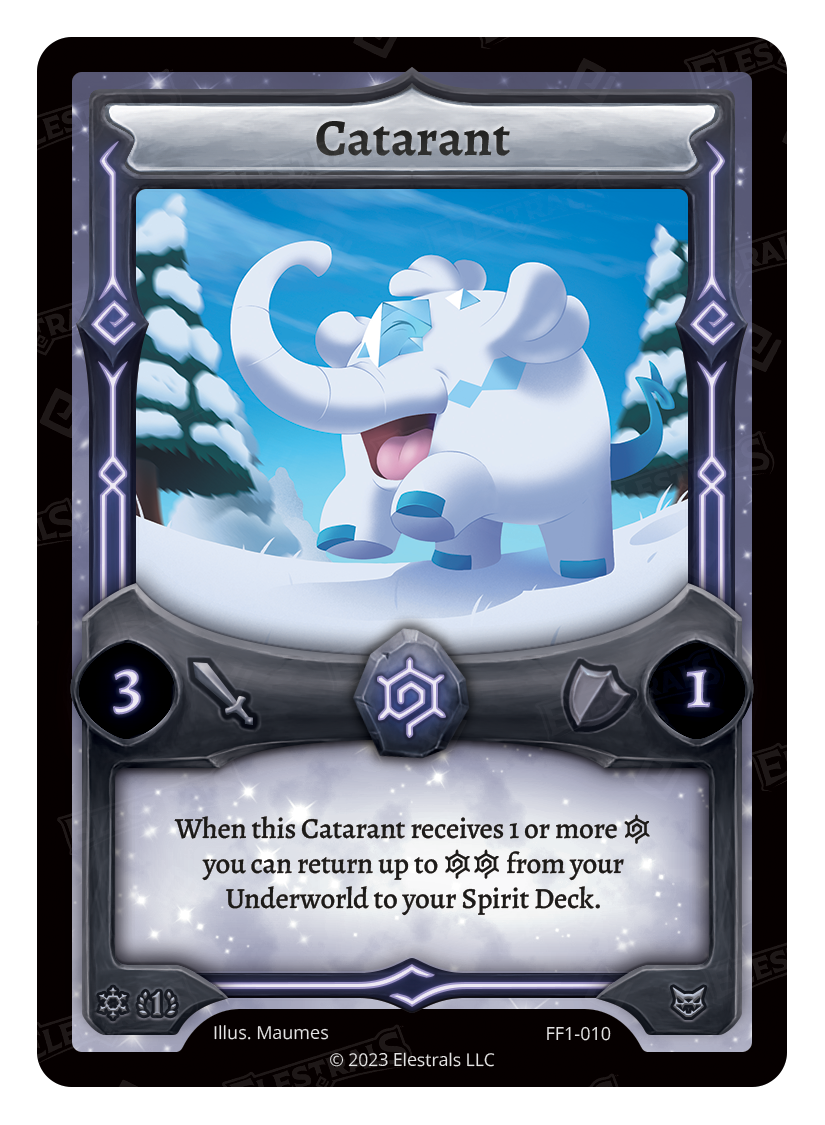 Catarant
3
1
When this Catarant receives 1 or more
you can return up to from your
Underworld to your Spirit Deck.
1
Illus. Maumes
FF1-010
© 2023 Elestrals LLC